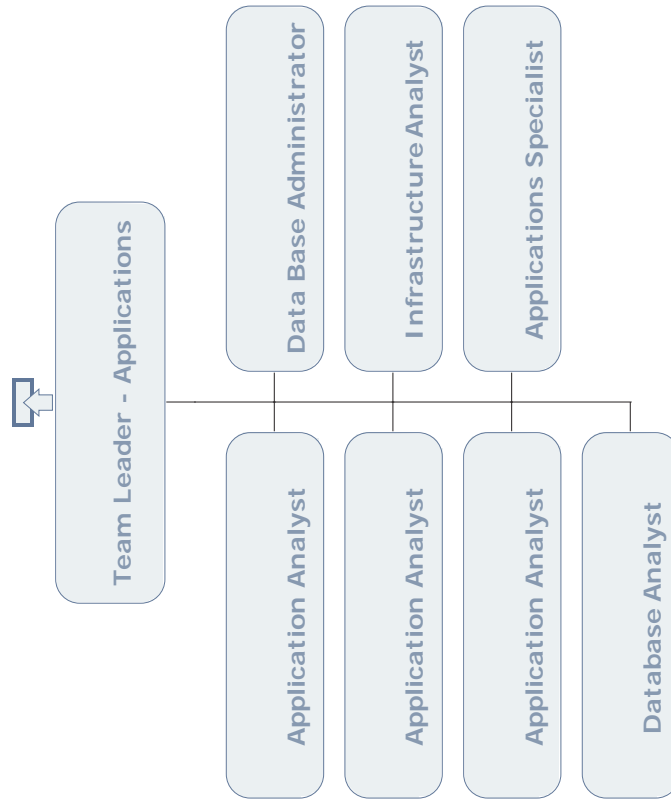 Team Leader - Applications
Application Analyst
Data Base Administrator
Application Analyst
Infrastructure Analyst
Application Analyst
Applications Specialist
Database Analyst